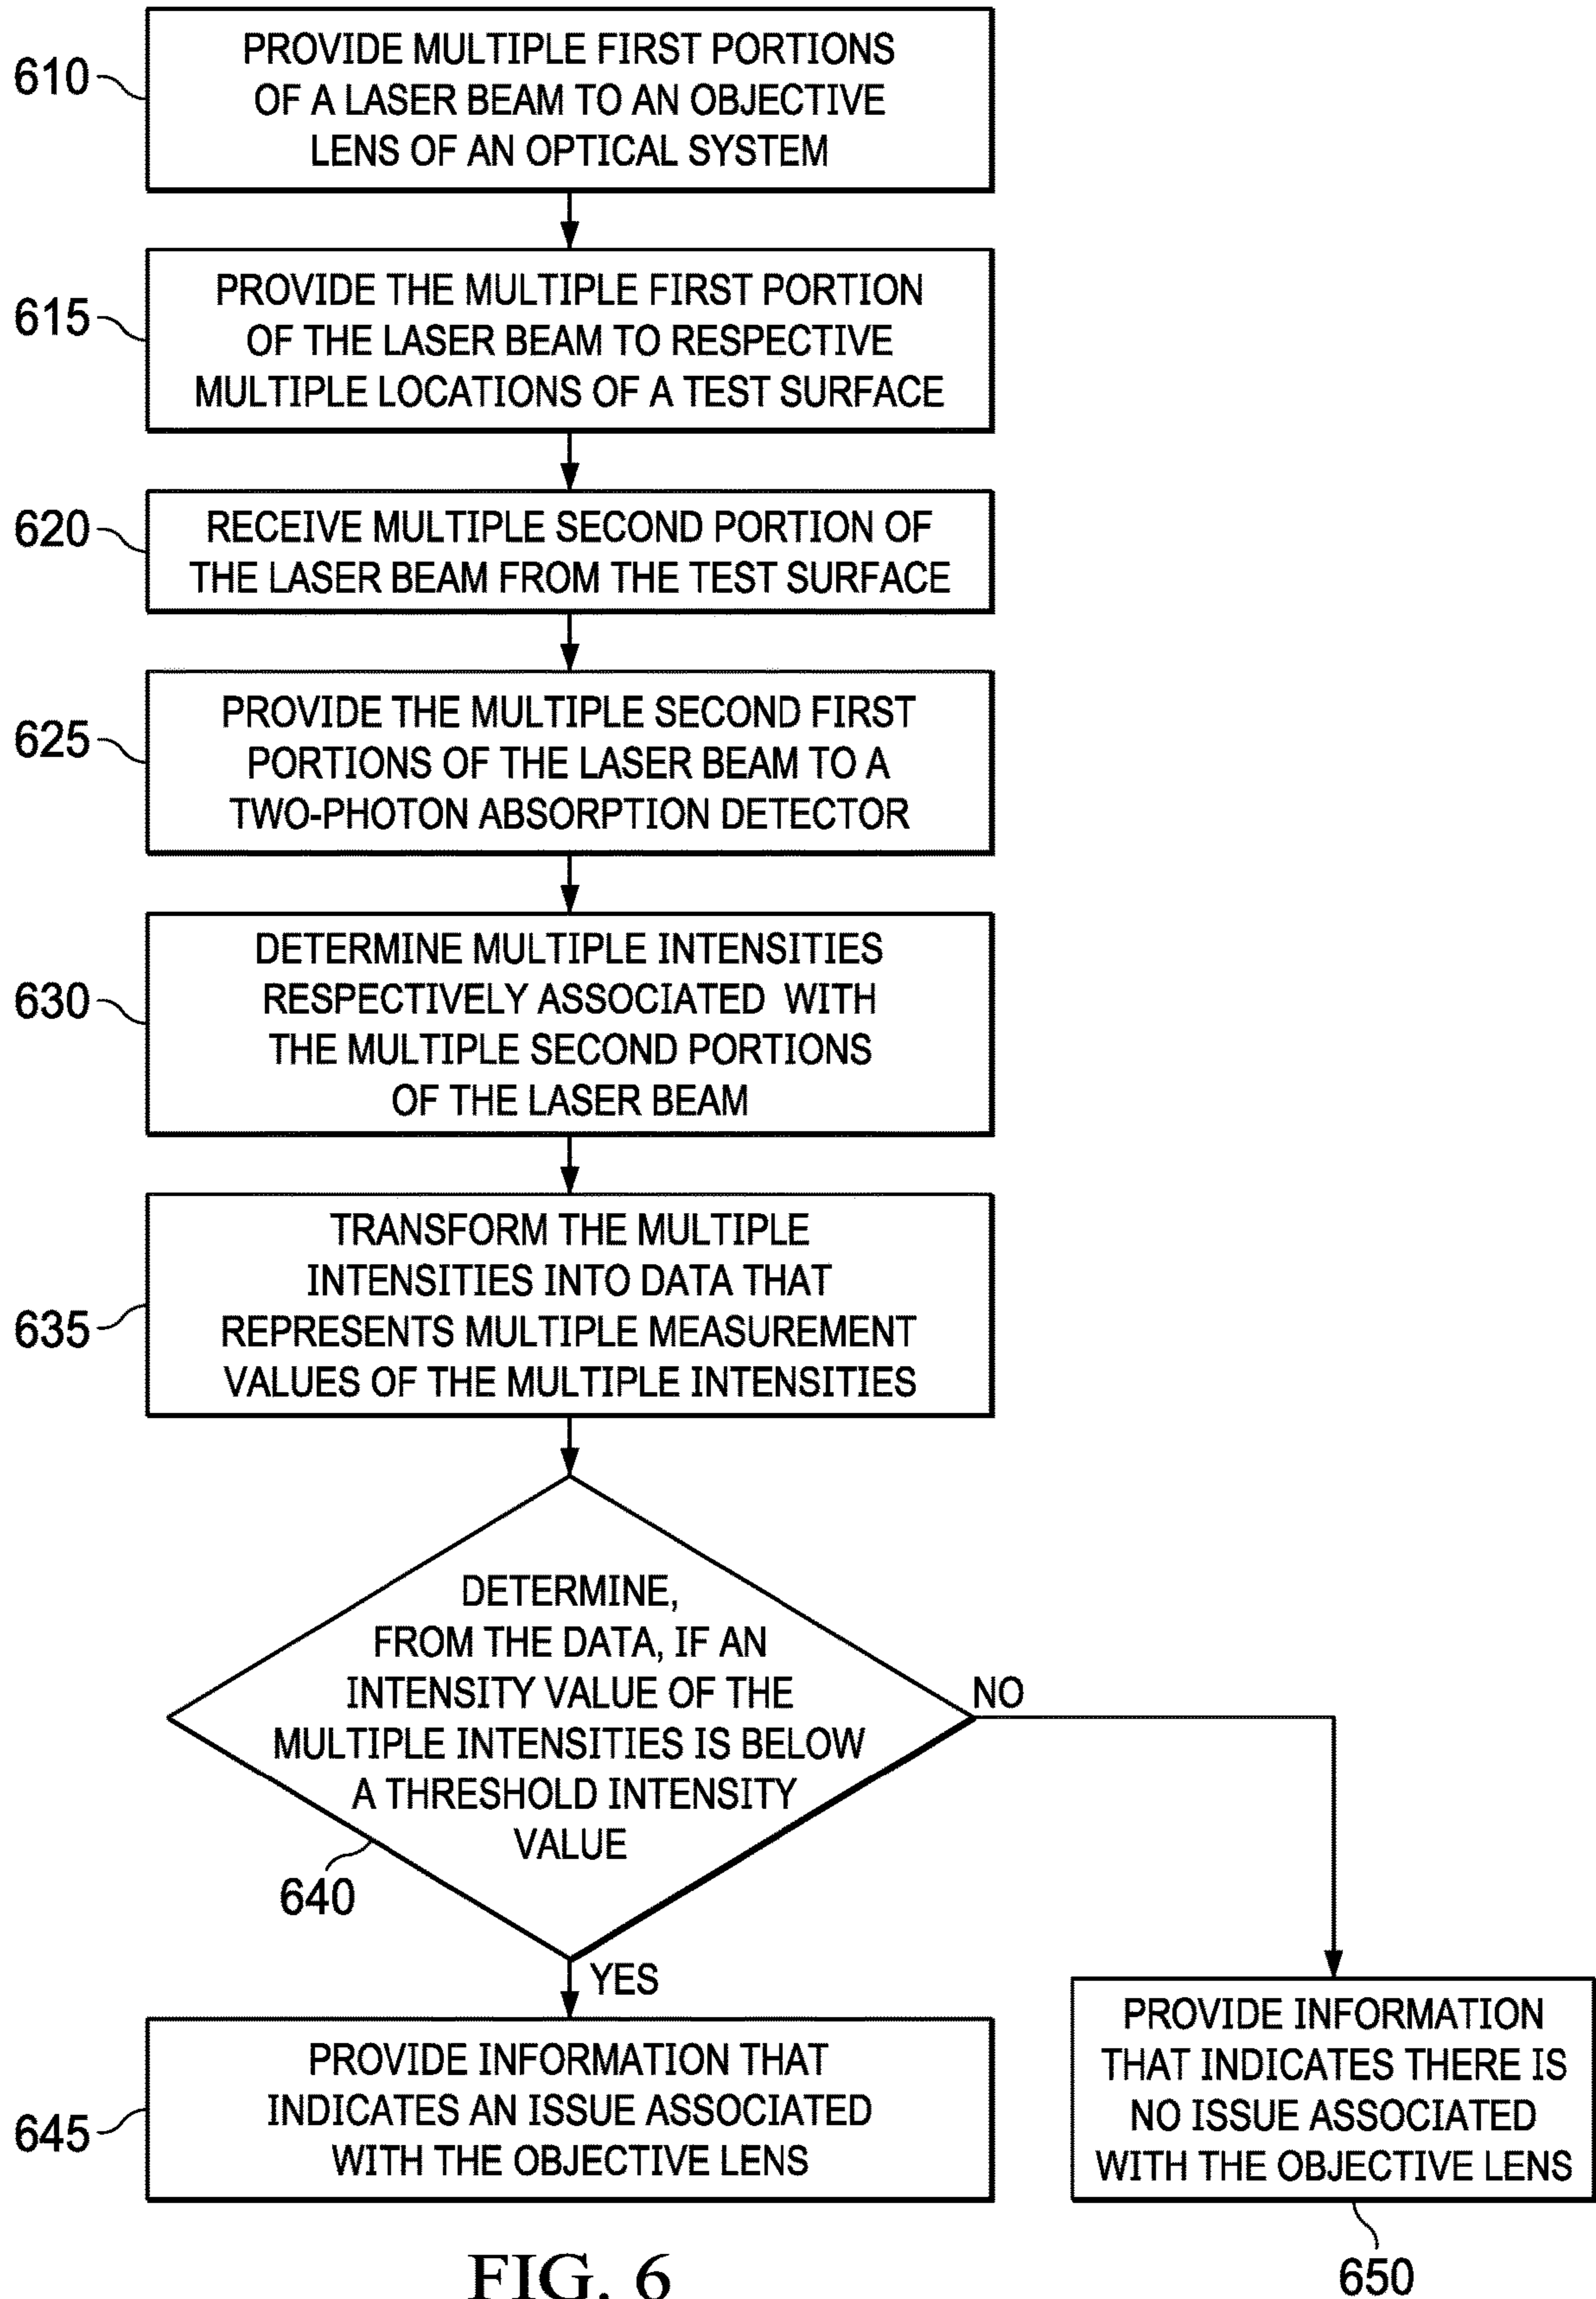 610
PROVIDE MULTIPLE FIRST PORTIONS
OF A LASER BEAM TO AN OBJECTIVE
LENS OF AN OPTICAL SYSTEM
615
PROVIDE THE MULTIPLE FIRST PORTION
OF THE LASER BEAM TO RESPECTIVE
MULTIPLE LOCATIONS OF A TEST SURFACE
620
RECEIVE MULTIPLE SECOND PORTION OF
THE LASER BEAM FROM THE TEST SURFACE
625
PROVIDE THE MULTIPLE SECOND FIRST
PORTIONS OF THE LASER BEAM TO A
TWO-PHOTON ABSORPTION DETECTOR
630
DETERMINE MULTIPLE INTENSITIES
RESPECTIVELY ASSOCIATED WITH
THE MULTIPLE SECOND PORTIONS
OF THE LASER BEAM
635
TRANSFORM THE MULTIPLE
INTENSITIES INTO DATA THAT
REPRESENTS MULTIPLE MEASUREMENT
VALUES OF THE MULTIPLE INTENSITIES
DETERMINE,
FROM THE DATA, IF AN
INTENSITY VALUE OF THE
MULTIPLE INTENSITIES IS BELOW
A THRESHOLD INTENSITY
VALUE
640
NO
YES
645
PROVIDE INFORMATION THAT
INDICATES AN ISSUE ASSOCIATED
WITH THE OBJECTIVE LENS
PROVIDE INFORMATION
THAT INDICATES THERE IS
NO ISSUE ASSOCIATED
WITH THE OBJECTIVE LENS
650
FIG. 6